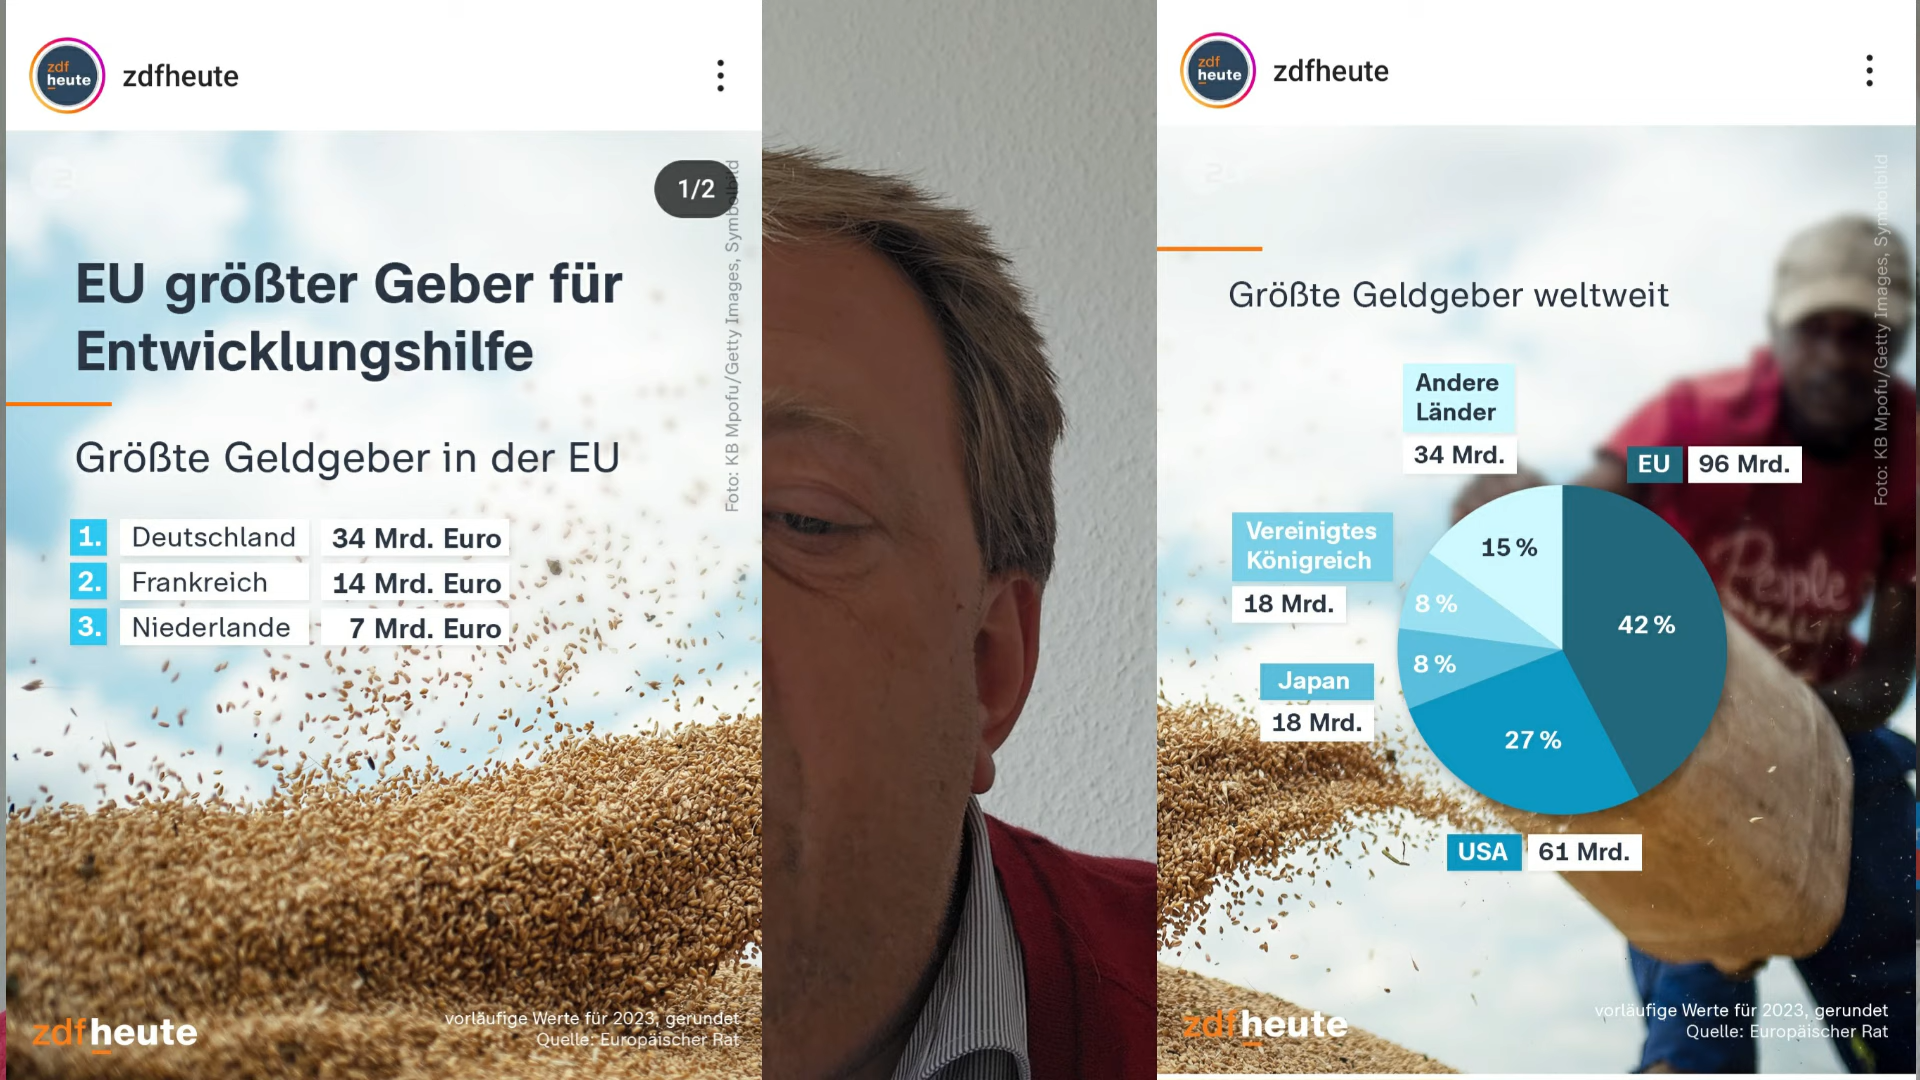 zdf
heute
zdfheute
1/2
EU größter Geber für
Entwicklungshilfe
Größte Geldgeber in der EU
1. Deutschland 34 Mrd. Euro
2. Frankreich 14 Mrd. Euro
3. Niederlande 7 Mrd. Euro
Foto: KB Mpofu/Getty Images, Symbolbild
zdfheute
vorläufige Werte für 2023, gerundet
Quelle: Europäischer Rat
zdf
heute
zdfheute
Größte Geldgeber weltweit
Andere
Länder
34 Mrd.
EU 96 Mrd.
Vereinigtes
Königreich
18 Mrd.
Japan
18 Mrd.
USA 61 Mrd.
15 %
8 %
8 %
42 %
27 %
People
Foto: KB Mpofu/Getty Images, Symbolbild
zdfheute
vorläufige Werte für 2023, gerundet
Quelle: Europäischer Rat